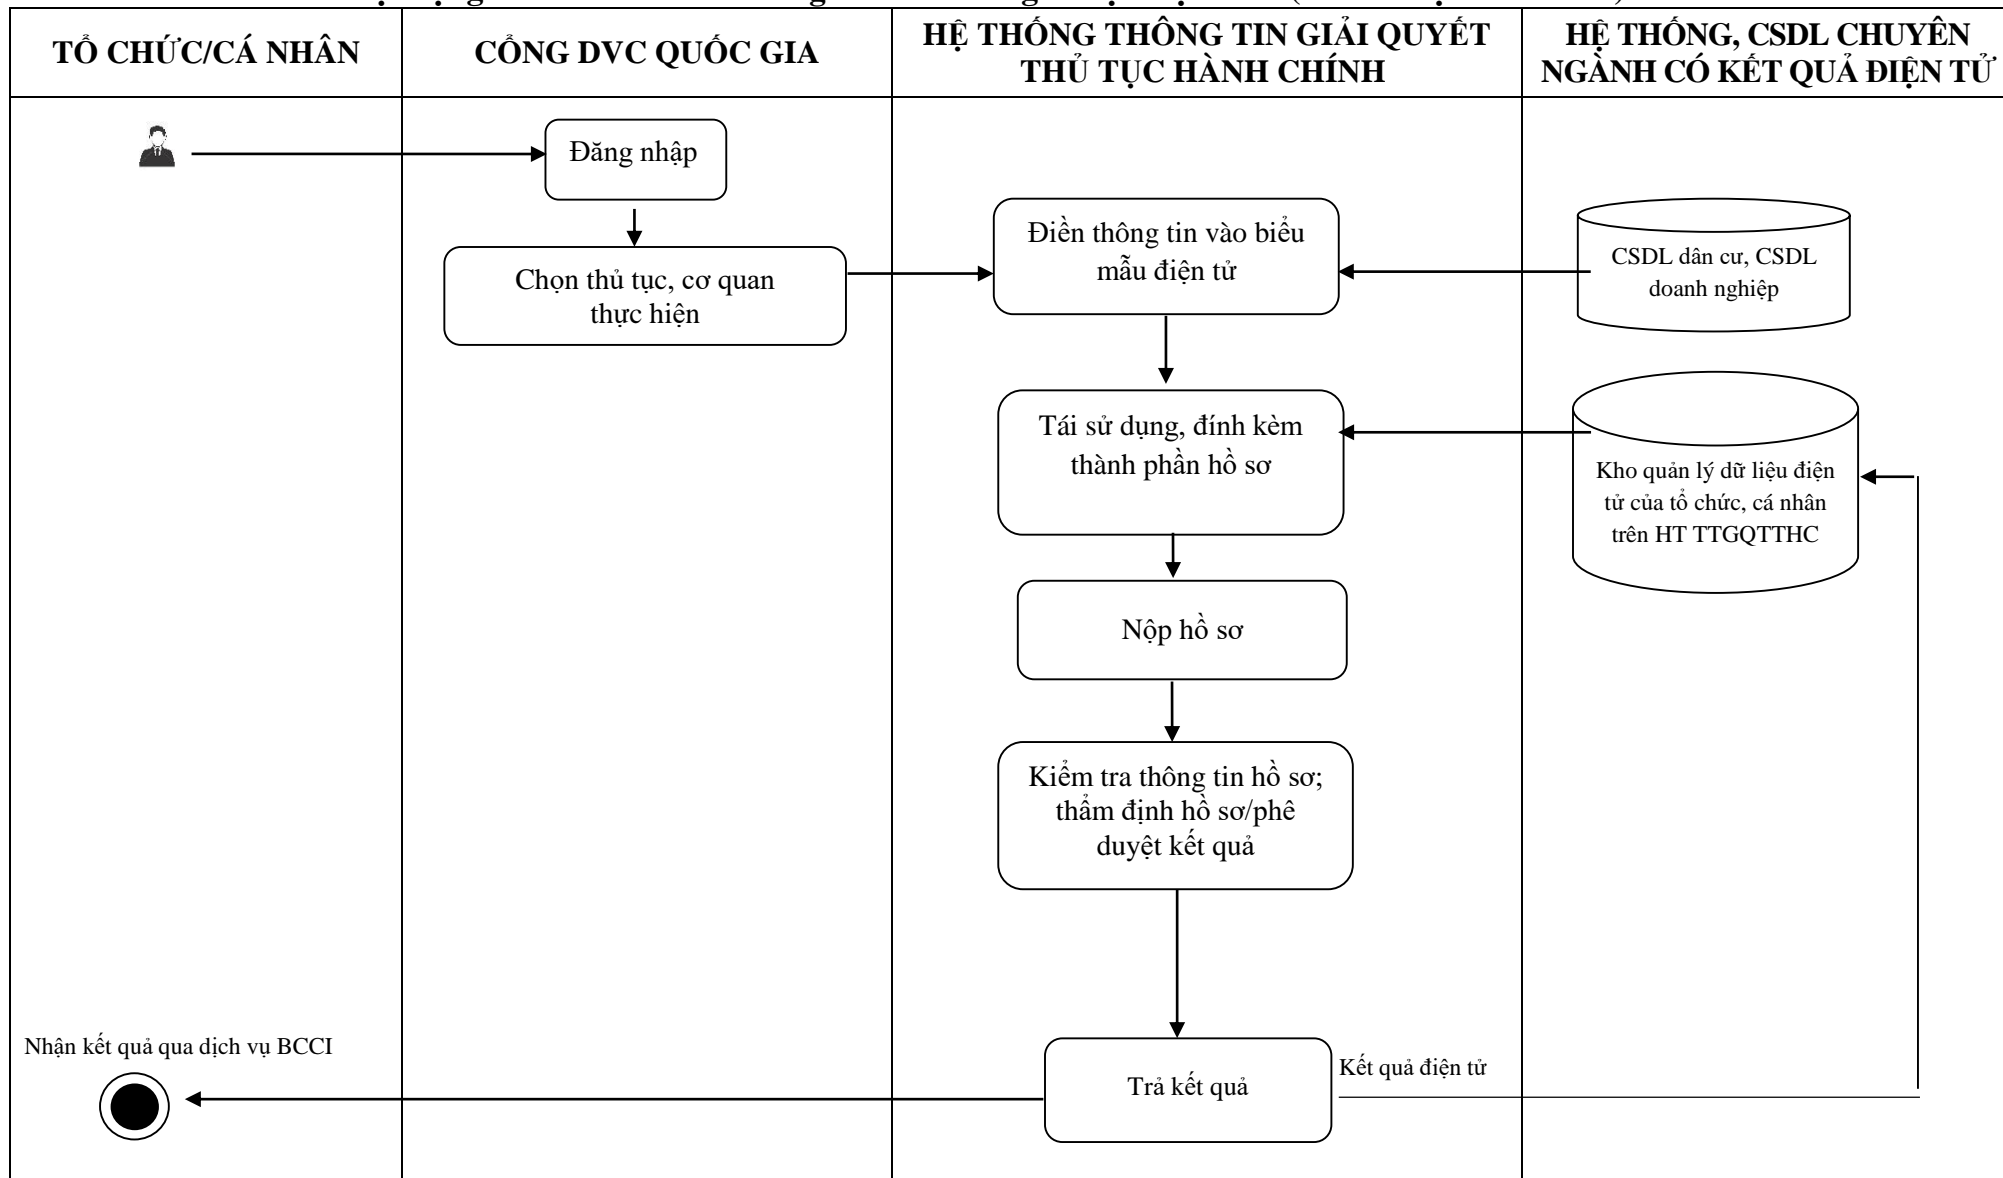 TỔ CHỨC/CÁ NHÂN
CỔNG DVC QUỐC GIA
HỆ THỐNG THÔNG TIN GIẢI QUYẾT
THỦ TỤC HÀNH CHÍNH
HỆ THỐNG, CSDL CHUYÊN
NGÀNH CÓ KẾT QUẢ ĐIỆN TỬ
Đăng nhập
Chọn thủ tục, cơ quan
thực hiện
Điền thông tin vào biểu
mẫu điện tử
CSDL dân cư, CSDL
doanh nghiệp
Tái sử dụng, đính kèm
thành phần hồ sơ
Kho quản lý dữ liệu điện
tử của tổ chức, cá nhân
trên HT TTGQTTHC
Nộp hồ sơ
Kiểm tra thông tin hồ sơ;
thẩm định hồ sơ/phê
duyệt kết quả
Nhận kết quả qua dịch vụ BCCI
Trả kết quả
Kết quả điện tử